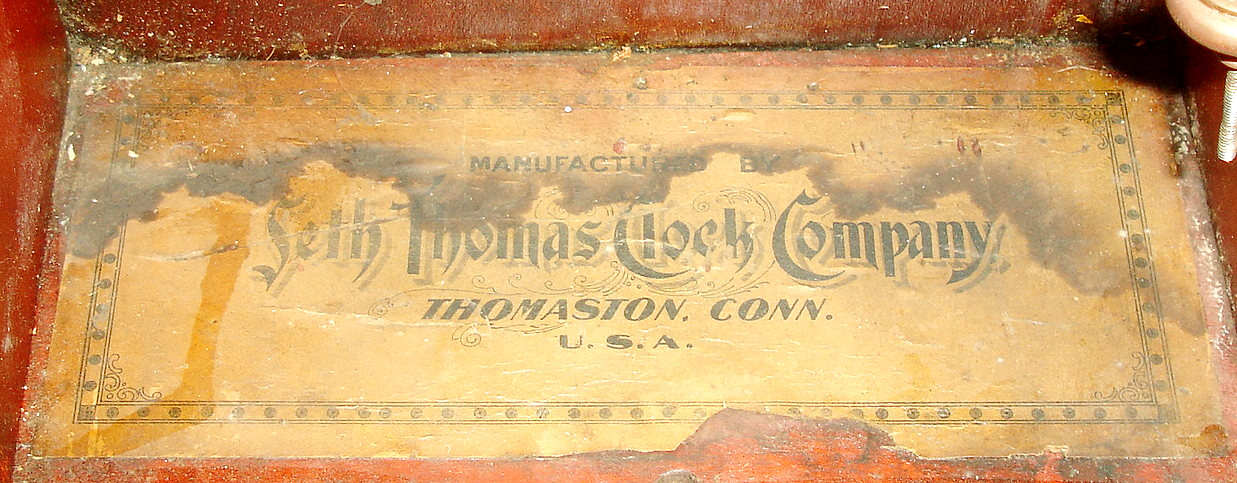 MANUFACTURED BY
Seth Thomas Clock Company,
THOMASTON, CONN.
U.S.A.